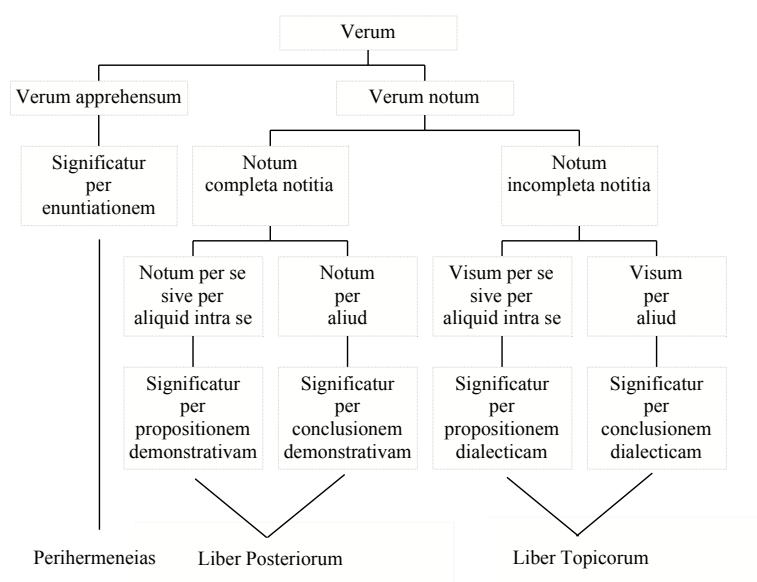 Verum
Verum apprehensum
Verum notum
Significatur
per
enuntiationem
Notum
completa notitia
Notum
incompleta notitia
Notum per se
sive per
aliquid intra se
Notum
per
aliud
Visum per se
sive per
aliquid intra se
Visum
per
aliud
Significatur
per
propositionem
demonstrativam
Significatur
per
conclusionem
demonstrativam
Significatur
per
propositionem
dialecticam
Significatur
per
conclusionem
dialecticam
Perihermeneias
Liber Posteriorum
Liber Topicorum